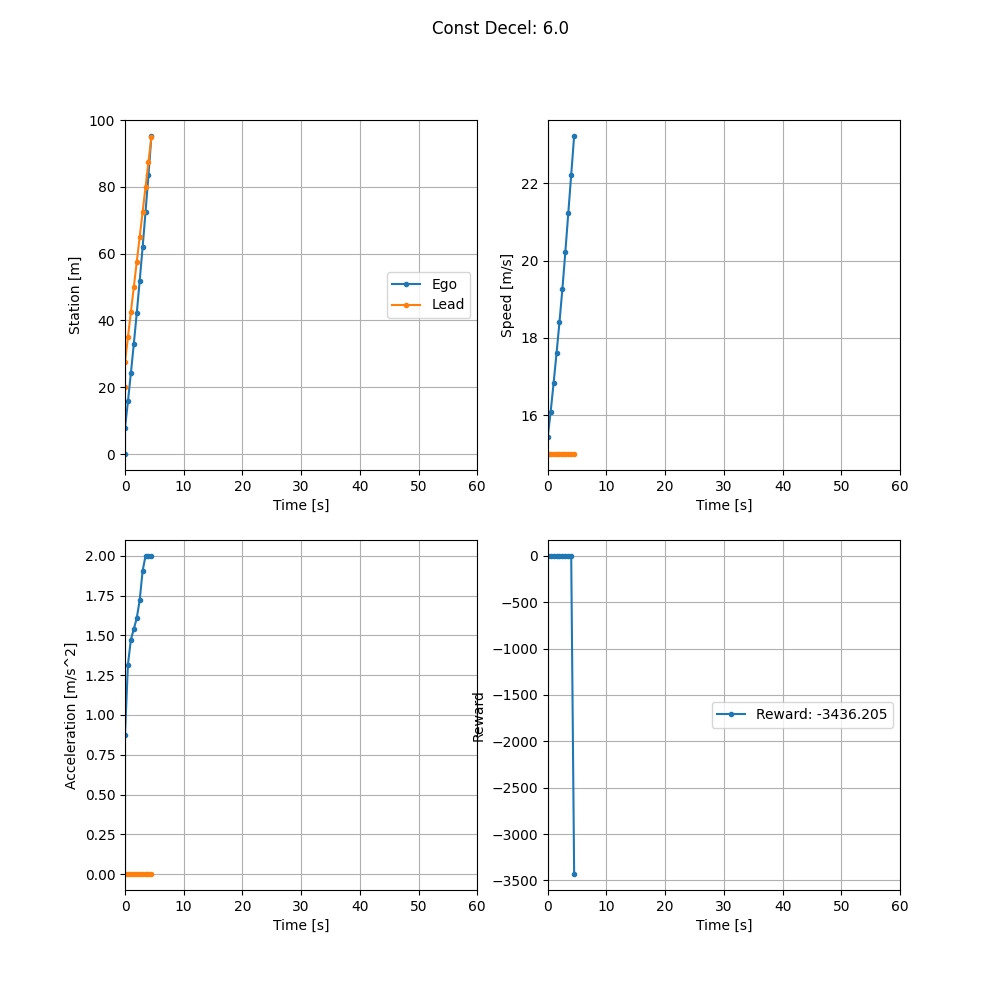 Const Decel: 6.0
100
80
60
40
20
0
Station [m]
Ego
Lead
0 10 20 30 40 50 60
Time [s]
22
20
18
16
Speed [m/s]
0 10 20 30 40 50 60
Time [s]
2.00
1.75
1.50
1.25
1.00
0.75
0.50
0.25
0.00
Acceleration [m/s^2]
0 10 20 30 40 50 60
Time [s]
0
−500
−1000
−1500
−2000
−2500
−3000
−3500
Reward
Reward: -3436.205
0 10 20 30 40 50 60
Time [s]